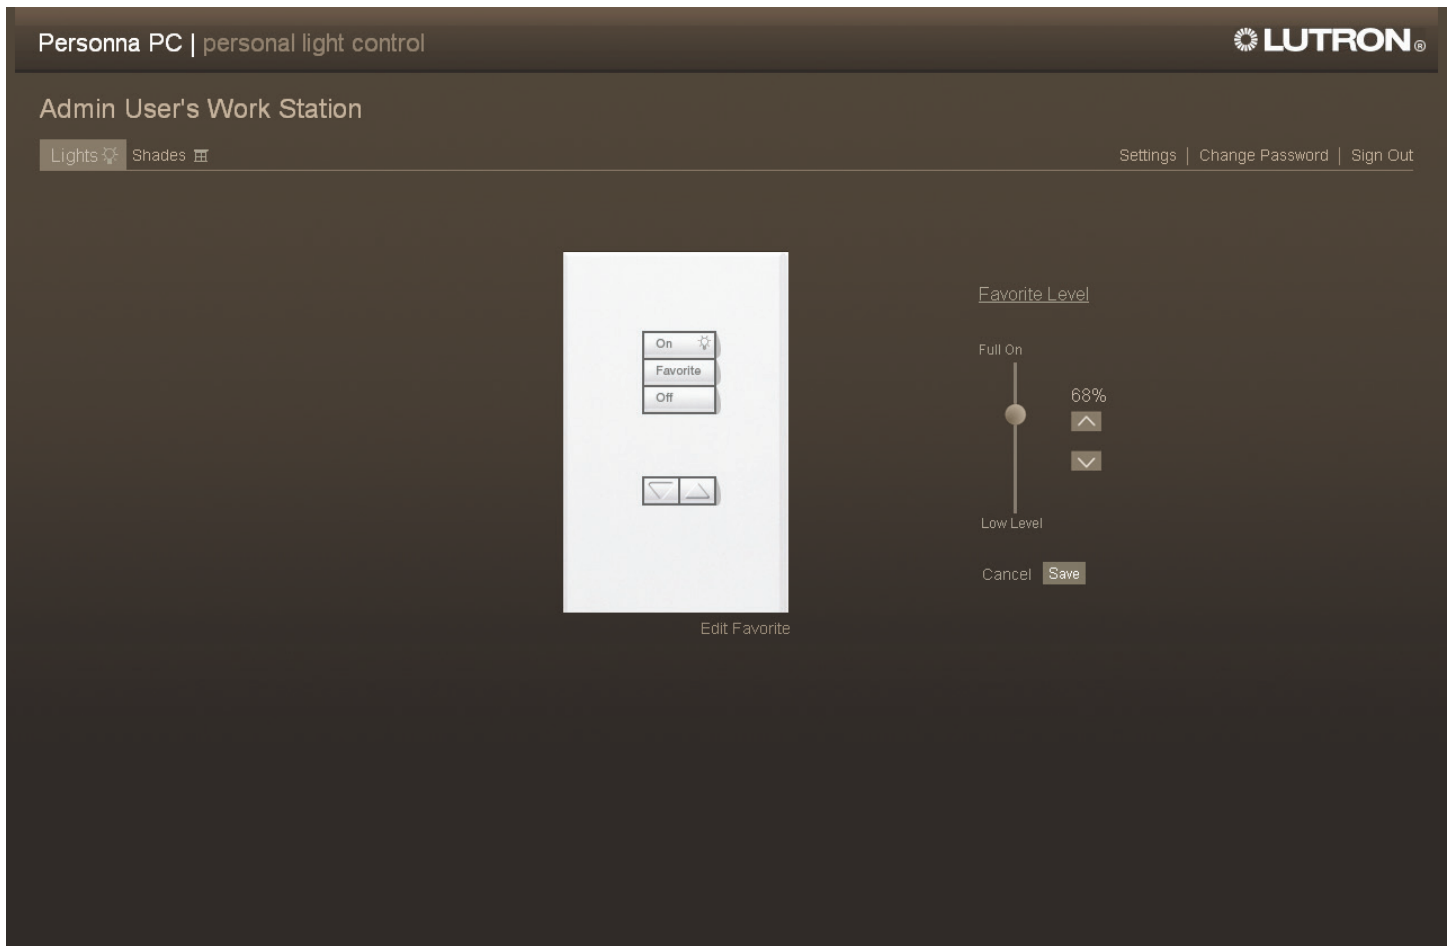 Personna PC | personal light control
LUTRON®
Admin User's Work Station
Lights Shades
Settings | Change Password | Sign Out
Favorite Level
On
Favorite
Off
Full On
68%
Low Level
Cancel Save
Edit Favorite